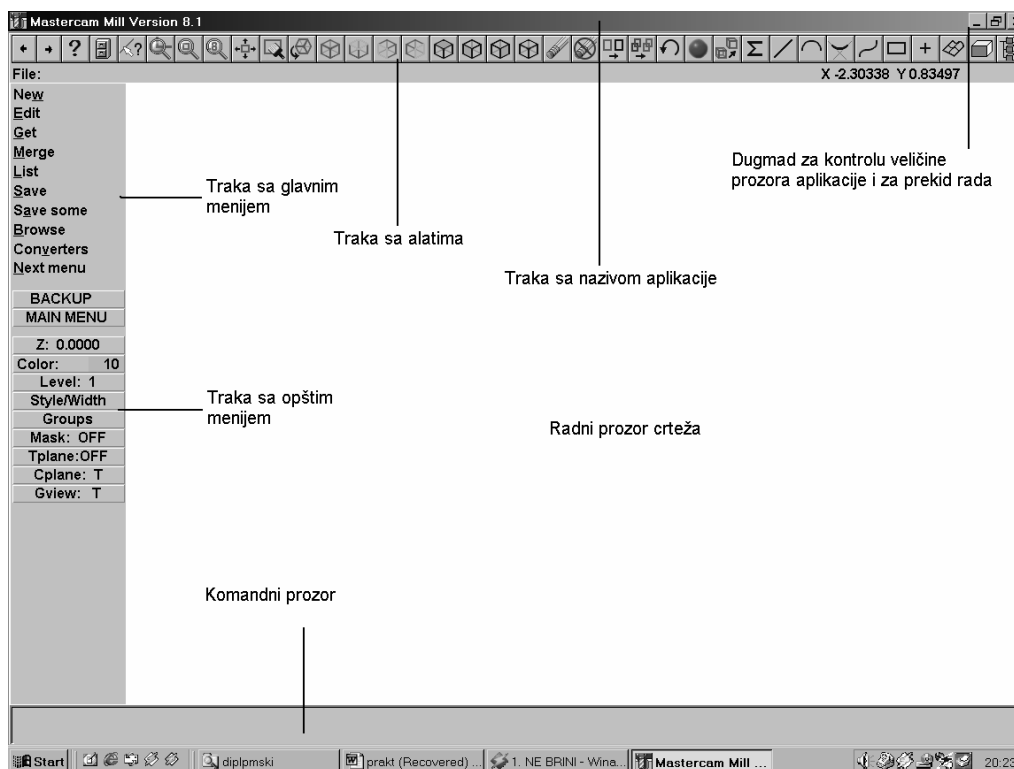 Mastercam Mill Version 8.1
File:
X -2.30338 Y 0.83497
New
Edit
Get
Merge
List
Save
Save some
Browse
Converters
Next menu
BACKUP
MAIN MENU
Z: 0.0000
Color: 10
Level: 1
Style/Width
Groups
Mask: OFF
Tplane:OFF
Cplane: T
Gview: T
Traka sa glavnim
menijem
Traka sa alatima
Dugmad za kontrolu veličine
prozora aplikacije i za prekid rada
Traka sa nazivom aplikacije
Traka sa opštim
menijem
Radni prozor crteža
Komandni prozor
Start
diplpmski
prakt (Recovered) ...
1. NE BRINI - Wina...
Mastercam Mill ...
20:23